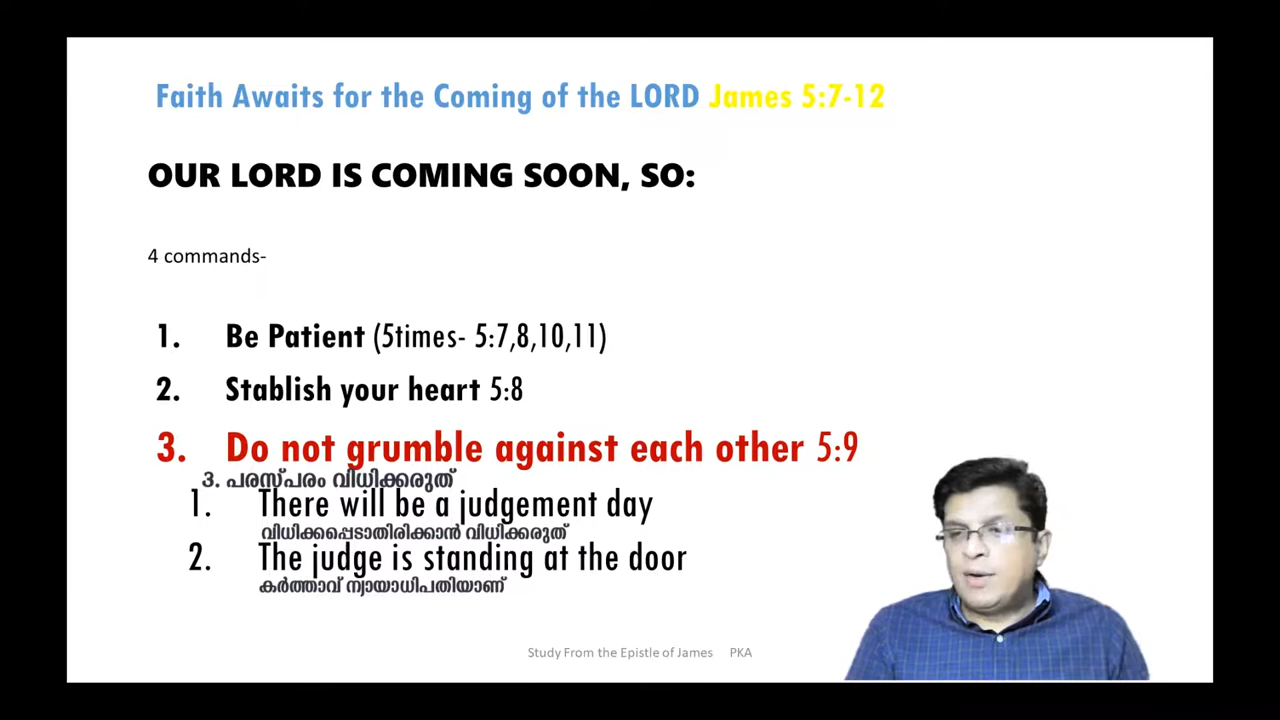 Faith Awaits for the Coming of the LORD James 5:7-12
OUR LORD IS COMING SOON, SO:
4 commands-
1. Be Patient (5times- 5:7,8,10,11)
2. Stablish your heart 5:8
3. Do not grumble against each other 5:9
3. പരസ്പരം വിധിക്കരുത്
1. There will be a judgement day
വിധിക്കപ്പെടാതിരിക്കാൻ വിധിക്കരുത്
2. The judge is standing at the door
കർത്താവ് ന്യായാധിപതിയാണ്
Study From the Epistle of James PKA